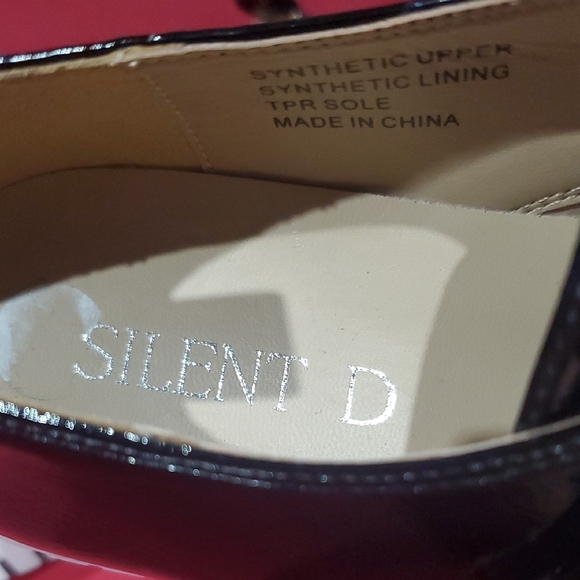 SYNTHETIC UPPER
SYNTHETIC LINING
TPR SOLE
MADE IN CHINA
SILENT D